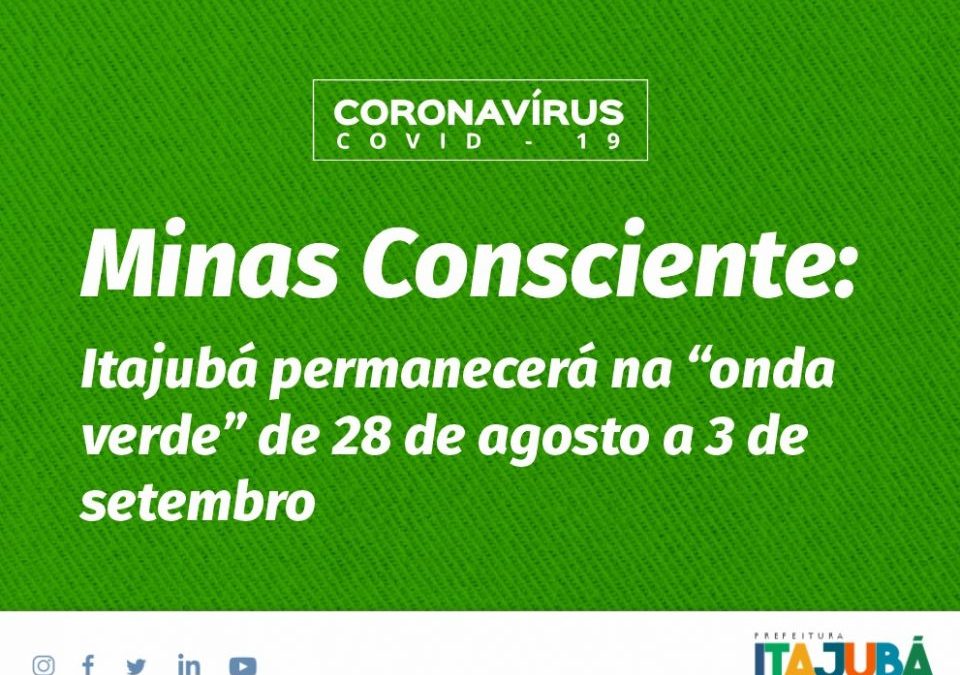 CORONAVÍRUS
COVID - 19
Minas Consciente:
Itajubá permanecerá na “onda
verde” de 28 de agosto a 3 de
setembro
PREFEITURA
ITAJUBÁ